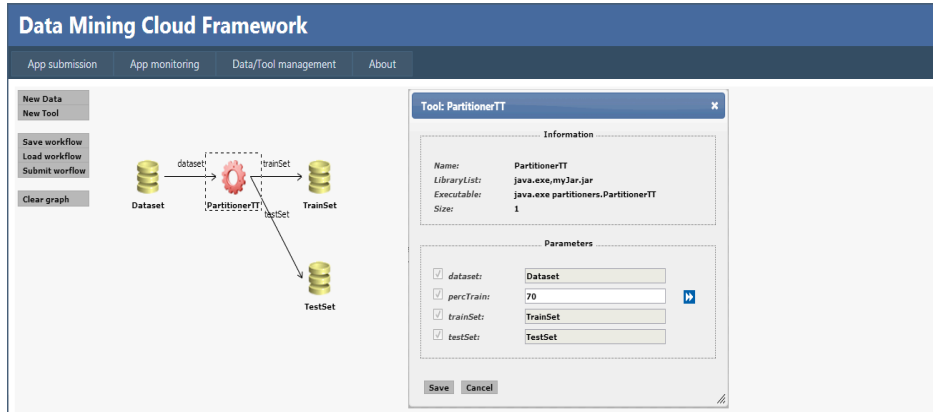 Data Mining Cloud Framework
App submission App monitoring Data/Tool management About
New Data
New Tool
Save workflow
Load workflow
Submit worflow
Clear graph
dataset
trainSet
Dataset
PartitionerTT
TrainSet
testSet
TestSet
Tool: PartitionerTT
Information
Name: PartitionerTT
LibraryList: java.exe,myJar.jar
Executable: java.exe partitioners.PartitionerTT
Size: 1
Parameters
dataset: Dataset
percTrain: 70
trainSet: TrainSet
testSet: TestSet
Save Cancel